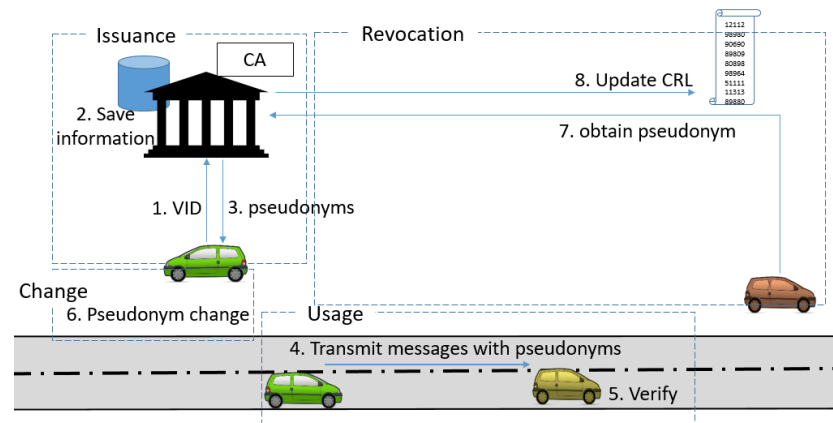 Issuance
CA
Revocation
12112
98980
90690
89809
80898
98964
51111
11313
89880
8. Update CRL
2. Save
information
7. obtain pseudonym
1. VID
3. pseudonyms
Change
6. Pseudonym change
Usage
4. Transmit messages with pseudonyms
5. Verify